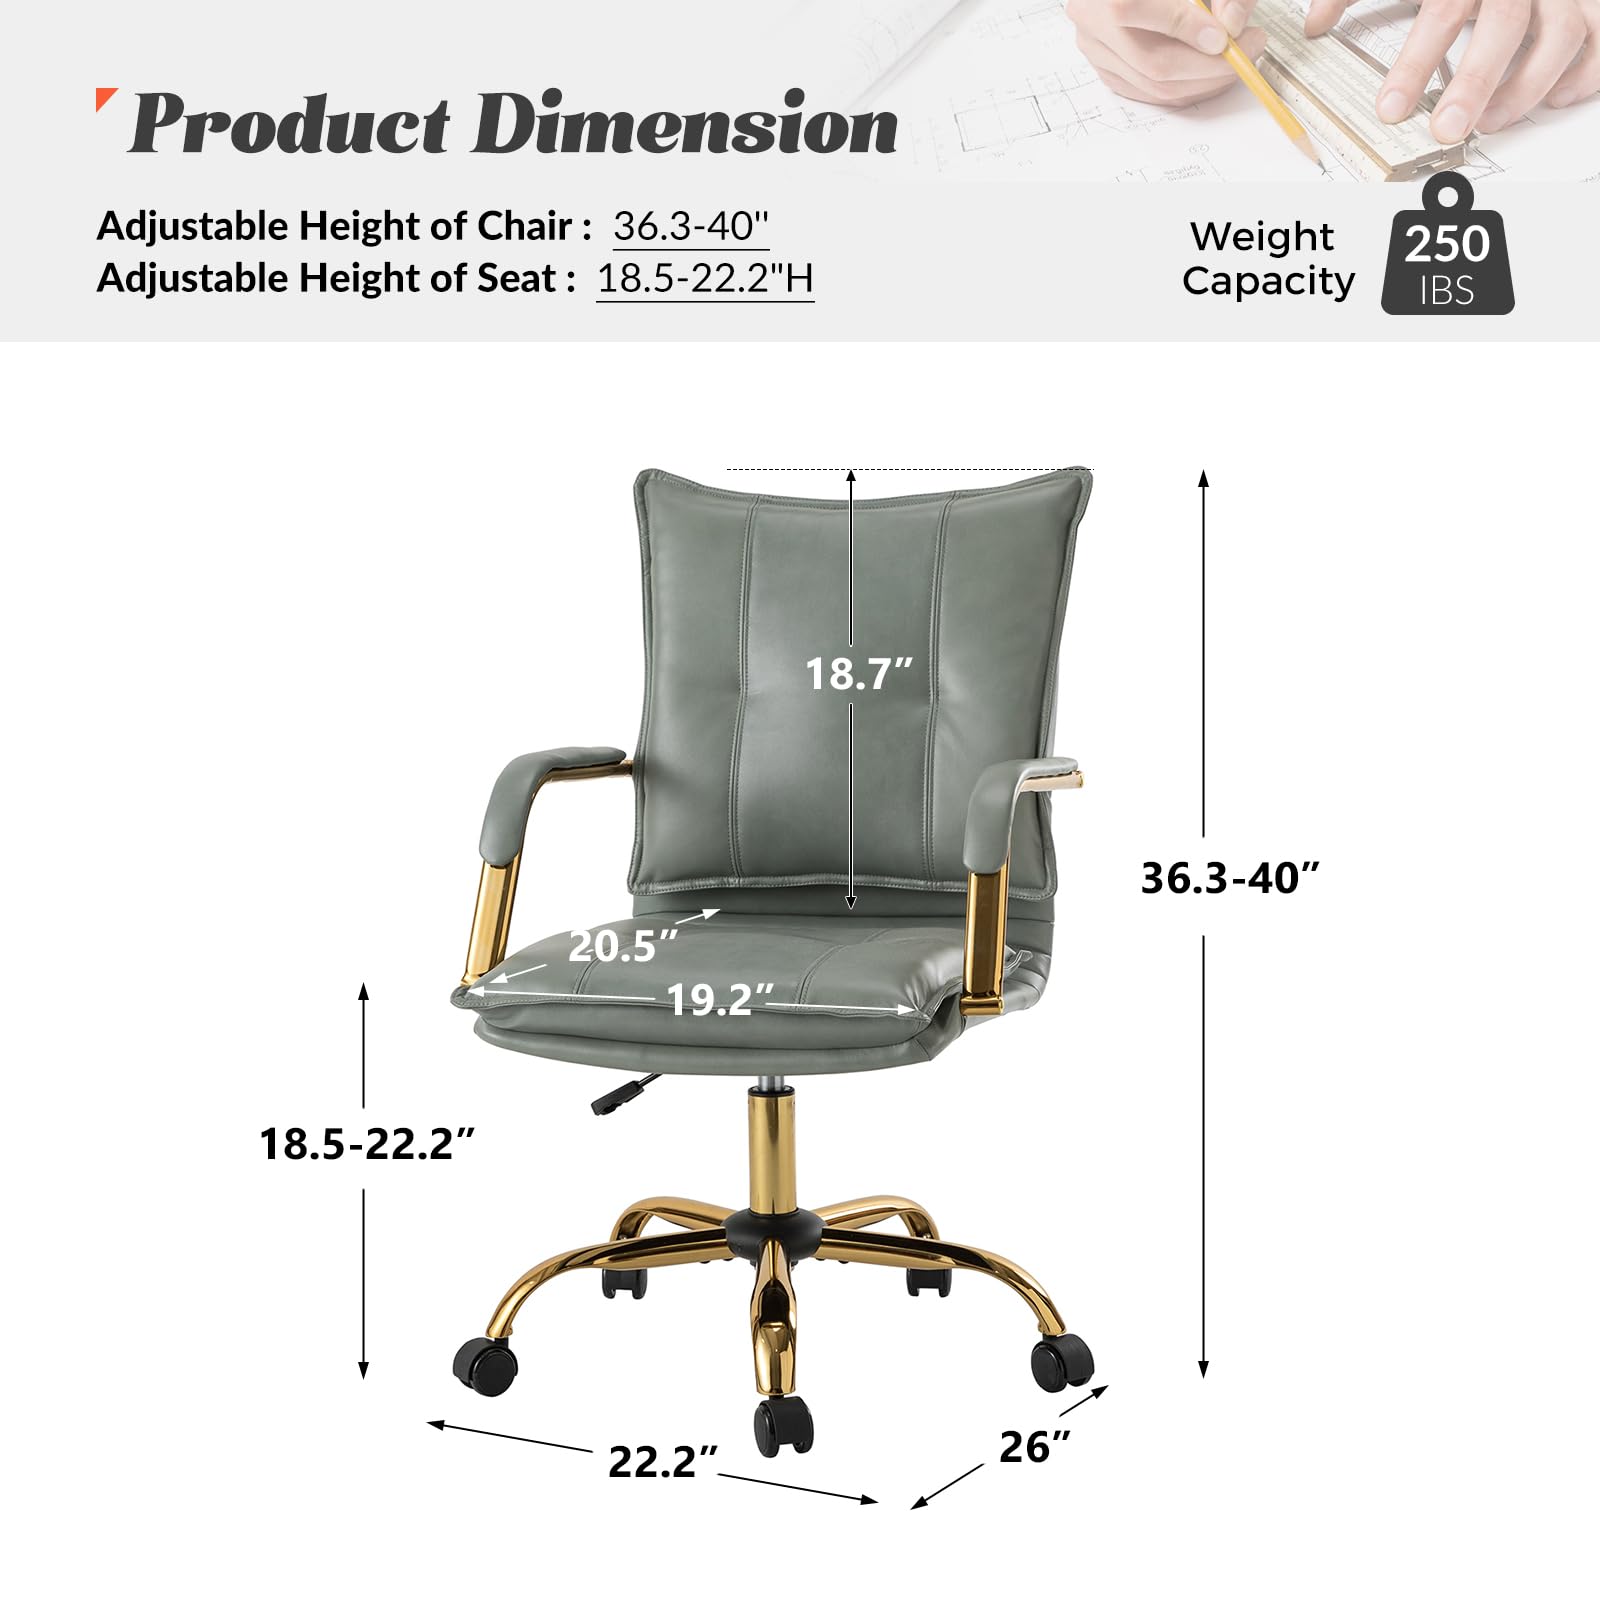 Product Dimension
Adjustable Height of Chair : 36.3-40"
Adjustable Height of Seat : 18.5-22.2"H
Weight
Capacity
250
IBS
18.7”
36.3-40”
20.5”
19.2”
18.5-22.2”
22.2”
26”